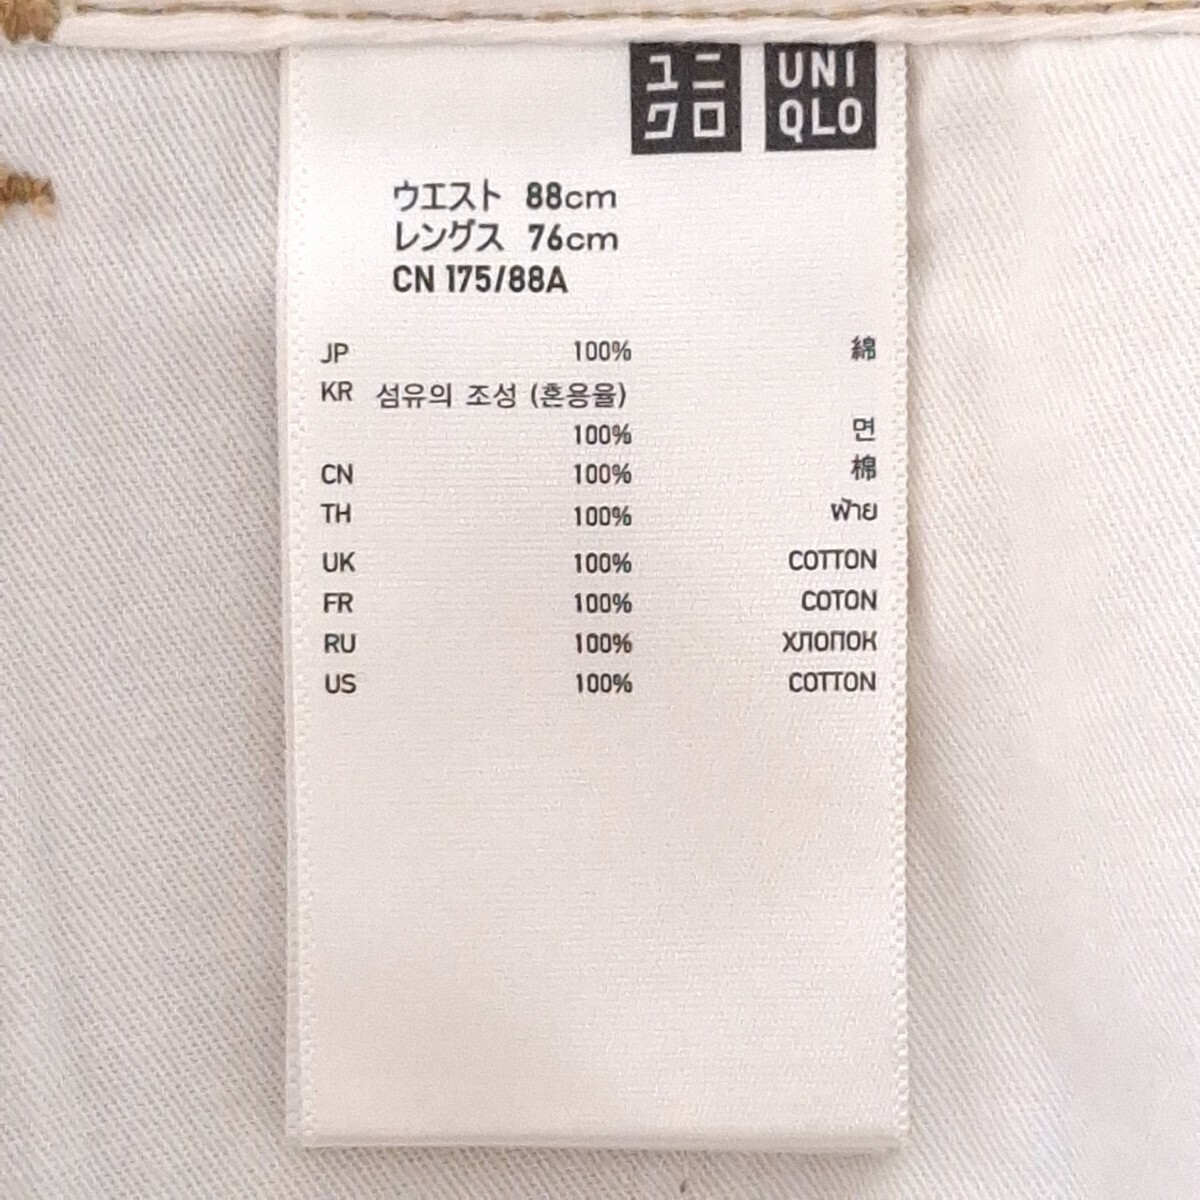 ユニ
クロ
UNI
QLO
ウエスト 88cm
レングス 76cm
CN 175/88A
JP 100% 綿
KR 섬유의 조성 (혼용율)
100% 면
CN 100% 棉
TH 100% ฝ้าย
UK 100% COTTON
FR 100% COTON
RU 100% ХЛОПОК
US 100% COTTON